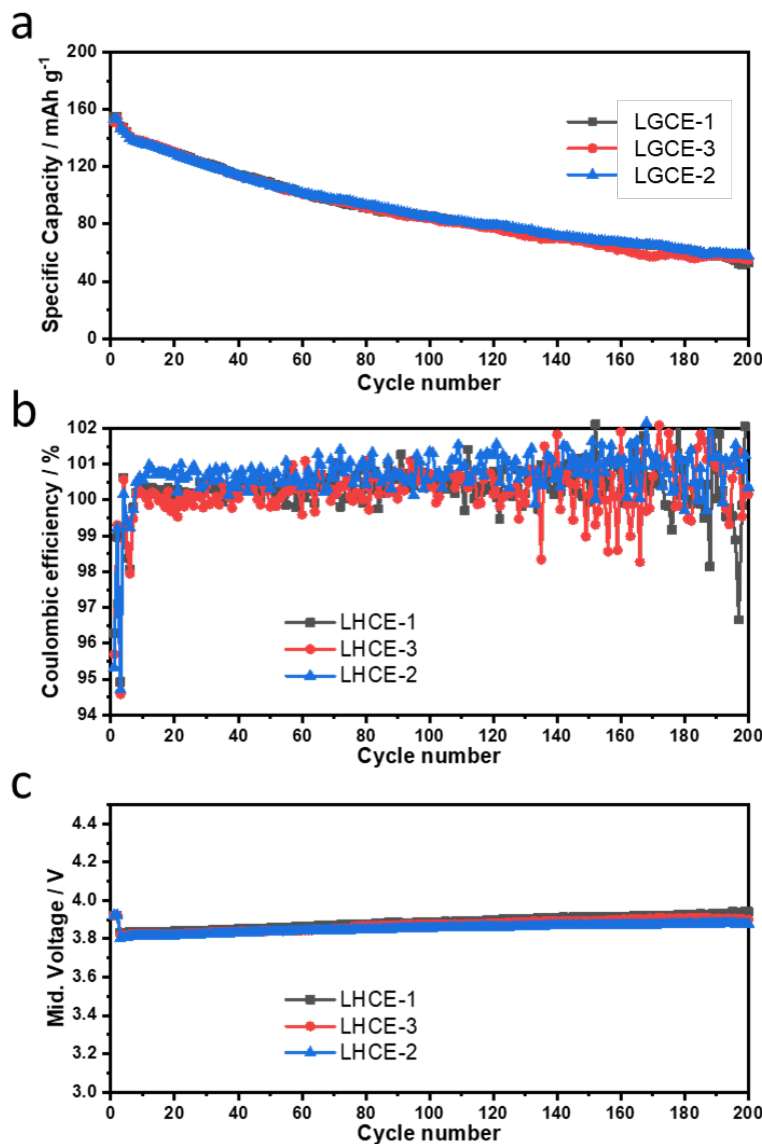 a
Specific Capacity / mAh g⁻¹
200
160
120
80
40
0
LGCE-1
LGCE-3
LGCE-2
0 20 40 60 80 100 120 140 160 180 200
Cycle number
b
Coulombic efficiency / %
102
101
100
99
98
97
96
95
94
LHCE-1
LHCE-3
LHCE-2
0 20 40 60 80 100 120 140 160 180 200
Cycle number
c
Mid. Voltage / V
4.4
4.2
4.0
3.8
3.6
3.4
3.2
3.0
LHCE-1
LHCE-3
LHCE-2
0 20 40 60 80 100 120 140 160 180 200
Cycle number